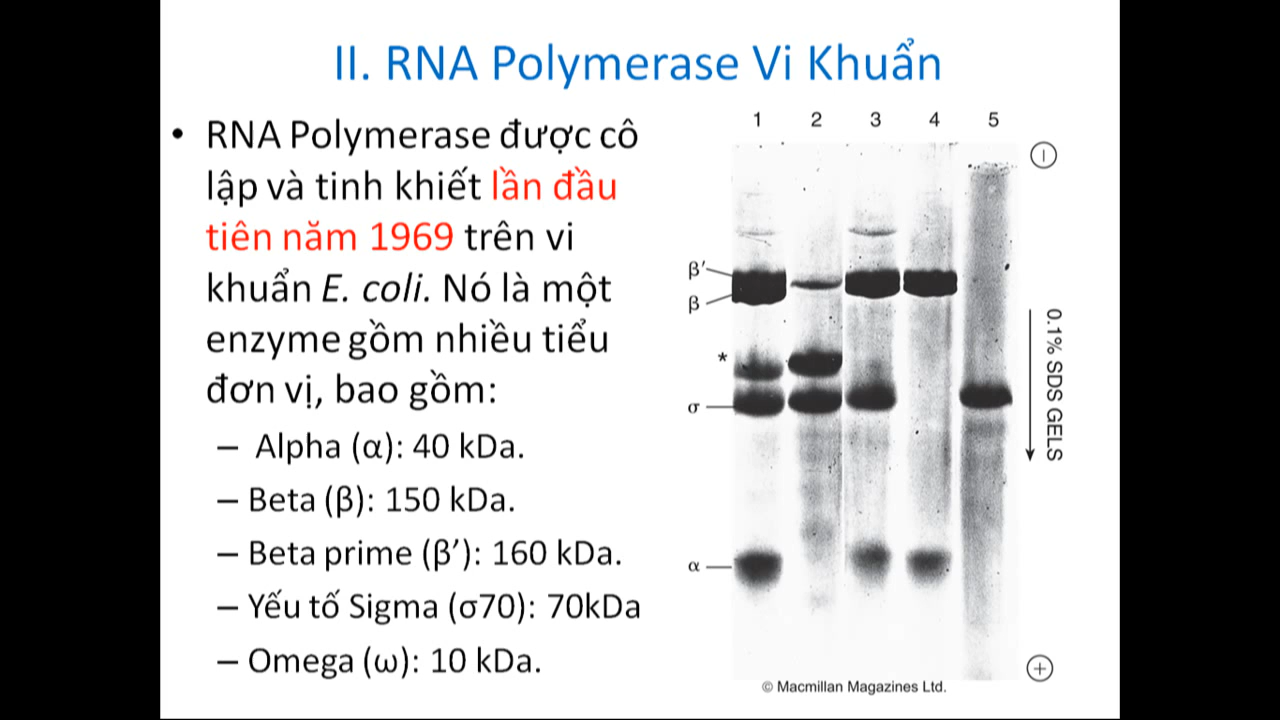 II. RNA Polymerase Vi Khuẩn
• RNA Polymerase được cô
lập và tinh khiết lần đầu
tiên năm 1969 trên vi
khuẩn E. coli. Nó là một
enzyme gồm nhiều tiểu
đơn vị, bao gồm:
– Alpha (α): 40 kDa.
– Beta (β): 150 kDa.
– Beta prime (β’): 160 kDa.
– Yếu tố Sigma (σ70): 70kDa
– Omega (ω): 10 kDa.
1 2 3 4 5
−
β′
β
*
σ
α
0.1% SDS GELS
+
© Macmillan Magazines Ltd.